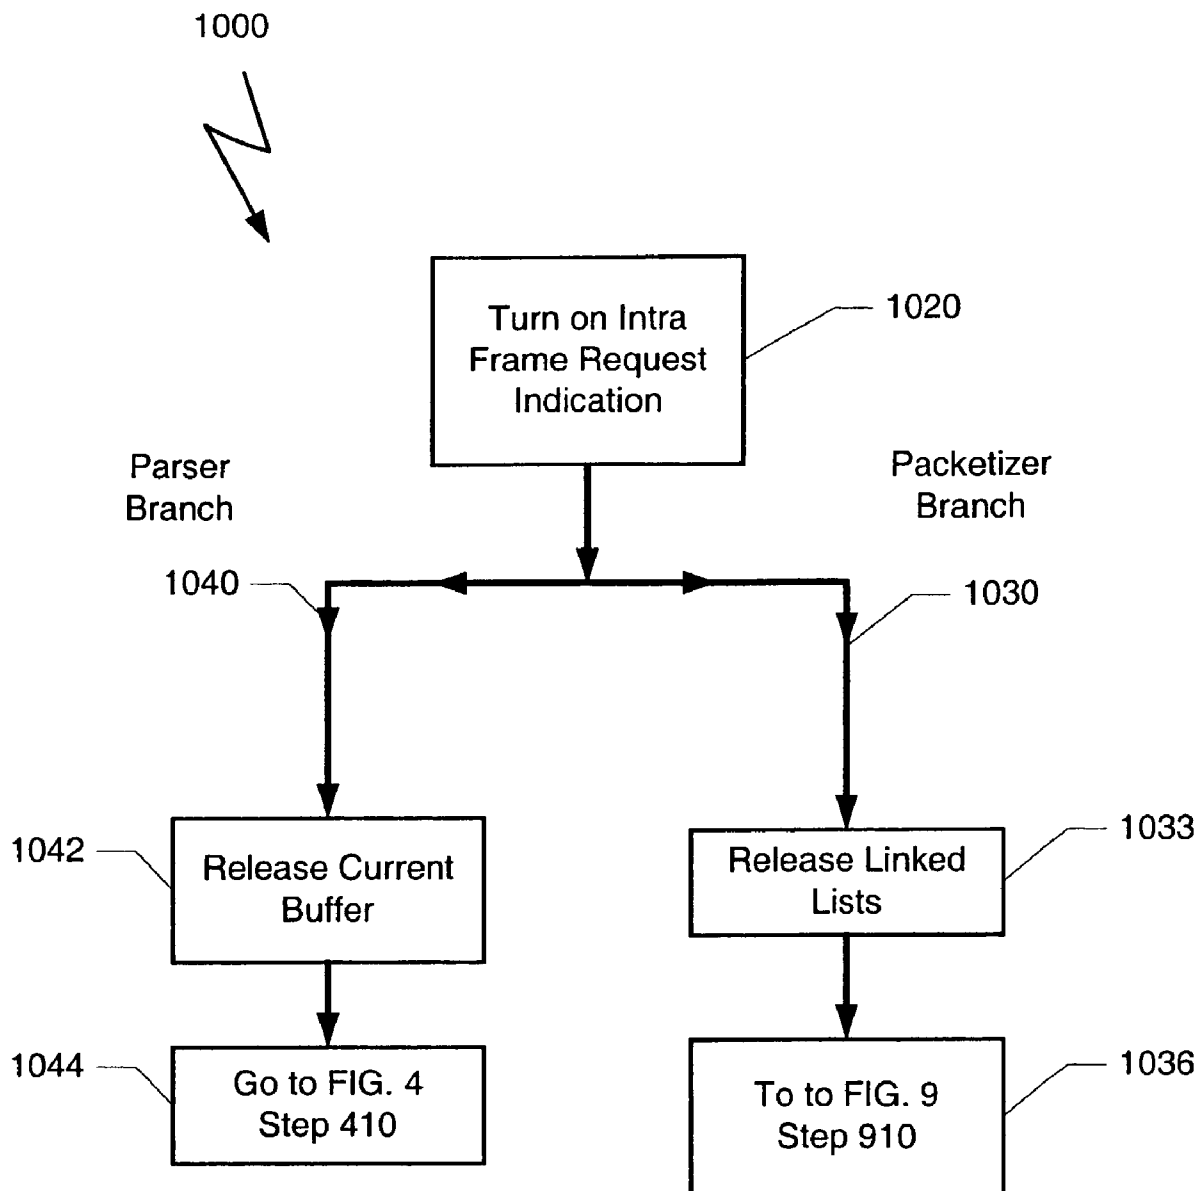 1000
Turn on Intra
Frame Request
Indication
1020
Parser
Branch
Packetizer
Branch
1040
1030
1042
Release Current
Buffer
Release Linked
Lists
1033
1044
Go to FIG. 4
Step 410
To to FIG. 9
Step 910
1036